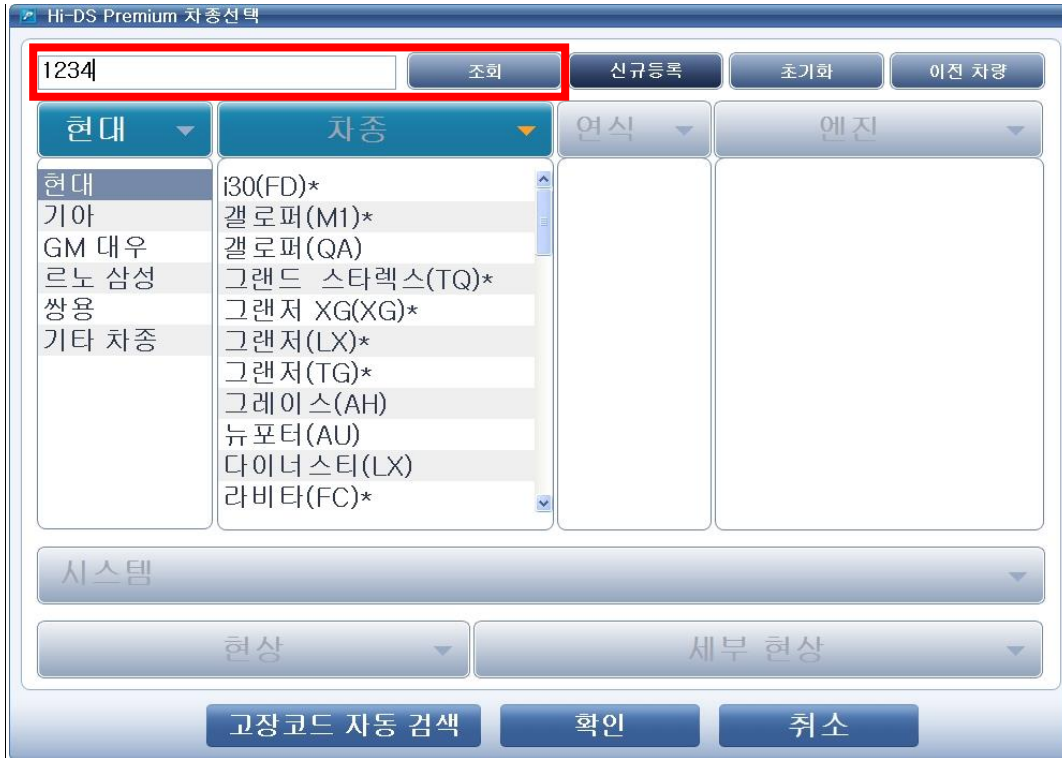 Hi-DS Premium 차종선택
1234 조회 신규등록 초기화 이전 차량
현대 차종 연식 엔진
현대
기아
GM 대우
르노 삼성
쌍용
기타 차종
i30(FD)*
갤로퍼(M1)*
갤로퍼(QA)
그랜드 스타렉스(TQ)*
그랜저 XG(XG)*
그랜저(LX)*
그랜저(TG)*
그레이스(AH)
뉴포터(AU)
다이너스티(LX)
라비타(FC)*
시스템
현상 세부 현상
고장코드 자동 검색 확인 취소